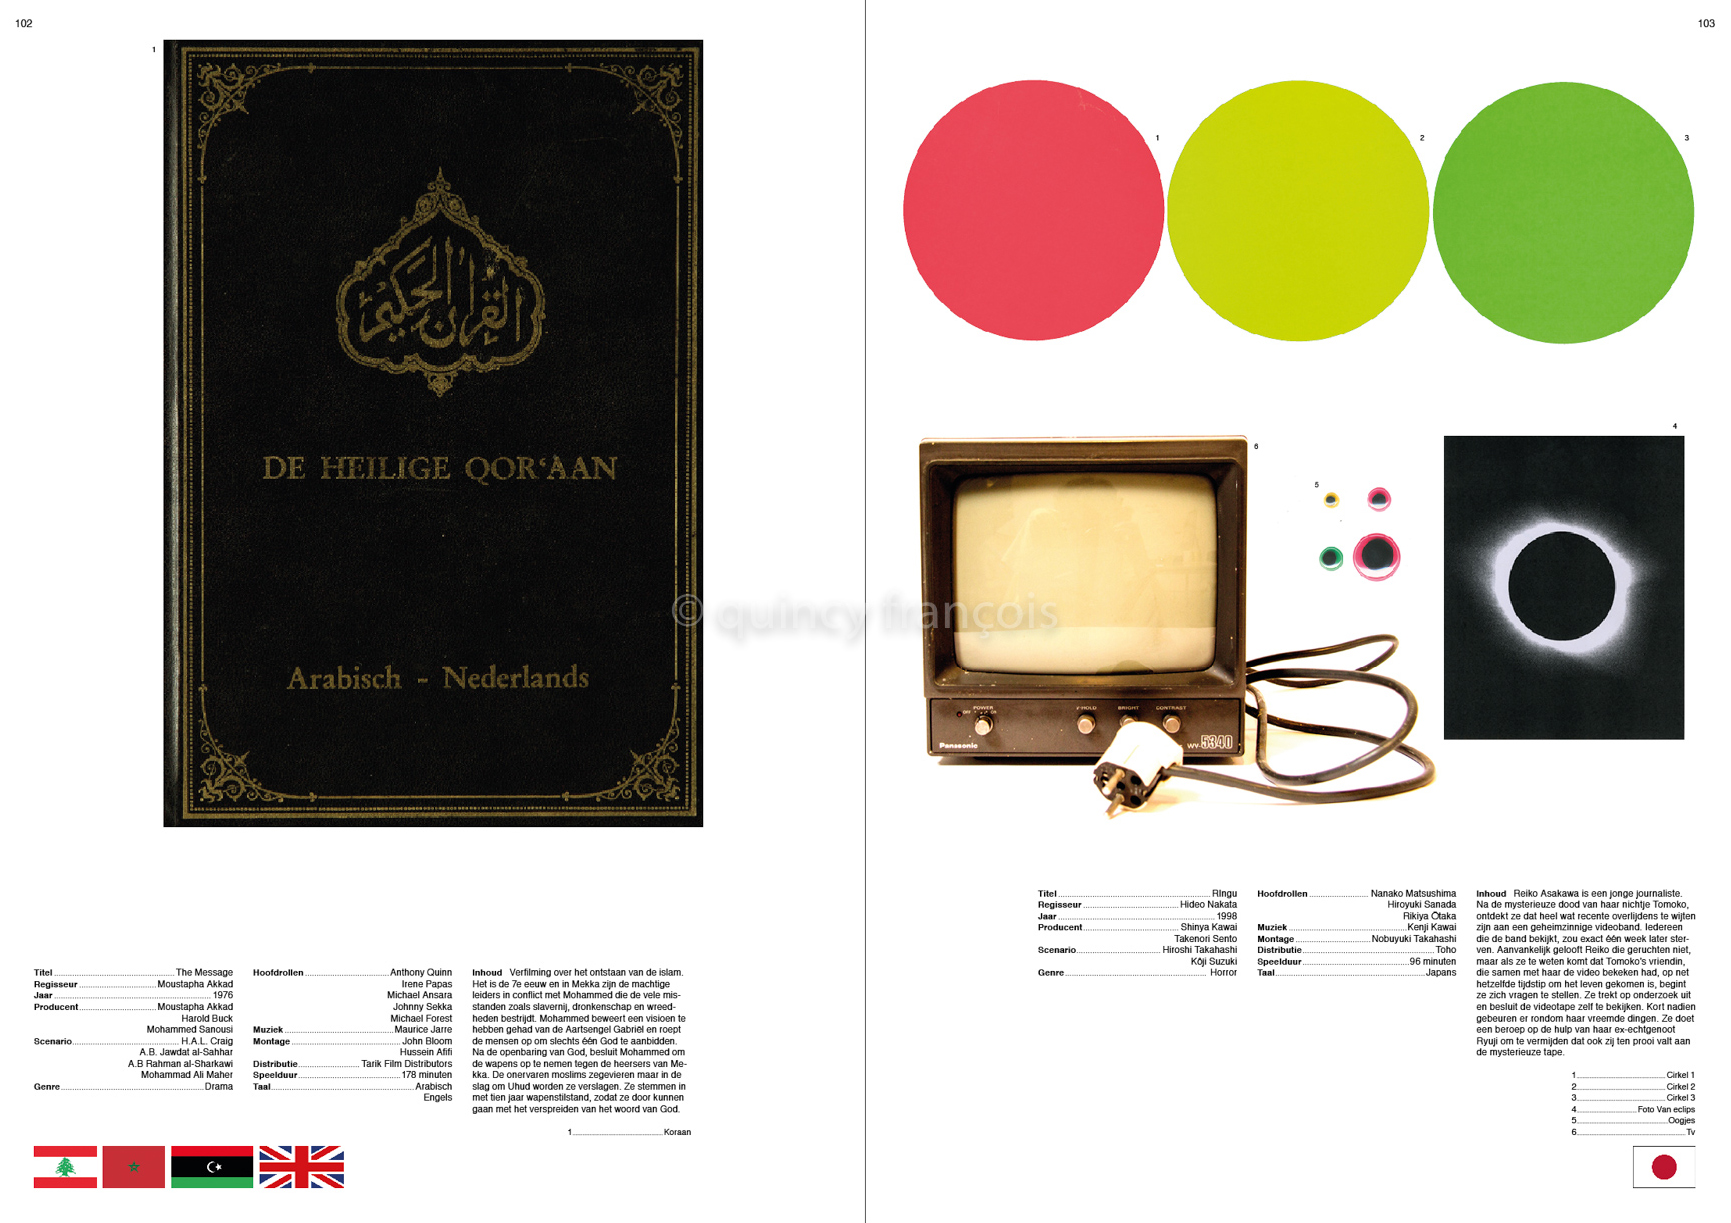 102
1
القرآن الحكيم
DE HEILIGE QOR‘AAN
Arabisch - Nederlands
Titel ........ The Message
Regisseur ........ Moustapha Akkad
Jaar ........ 1976
Producent ........ Moustapha Akkad
Harold Buck
Mohammed Sanousi
Scenario ........ H.A.L. Craig
A.B. Jawdat al-Sahhar
A.B Rahman al-Sharkawi
Mohammad Ali Maher
Genre ........ Drama
Hoofdrollen ........ Anthony Quinn
Irene Papas
Michael Ansara
Johnny Sekka
Michael Forest
Muziek ........ Maurice Jarre
Montage ........ John Bloom
Hussein Afifi
Distributie ........ Tarik Film Distributors
Speelduur ........ 178 minuten
Taal ........ Arabisch
Engels
Inhoud Verfilming over het ontstaan van de islam.
Het is de 7e eeuw en in Mekka zijn de machtige
leiders in conflict met Mohammed die de vele mis-
standen zoals slavernij, dronkenschap en wreed-
heden bestrijdt. Mohammed beweert een visioen te
hebben gehad van de Aartsengel Gabriël en roept
de mensen op om slechts één God te aanbidden.
Na de openbaring van God, besluit Mohammed om
de wapens op te nemen tegen de heersers van Me-
kka. De onervaren moslims zegevieren maar in de
slag om Uhud worden ze verslagen. Ze stemmen in
met tien jaar wapenstilstand, zodat ze door kunnen
gaan met het verspreiden van het woord van God.
1 ........ Koraan
© quincy françois
103
1
2
3
4
5
6
POWER
OFF
ON
V-HOLD
BRIGHT
CONTRAST
Panasonic
WV-5340
Titel ........ RIngu
Regisseur ........ Hideo Nakata
Jaar ........ 1998
Producent ........ Shinya Kawai
Takenori Sento
Scenario ........ Hiroshi Takahashi
Kôji Suzuki
Genre ........ Horror
Hoofdrollen ........ Nanako Matsushima
Hiroyuki Sanada
Rikiya Ôtaka
Muziek ........ Kenji Kawai
Montage ........ Nobuyuki Takahashi
Distributie ........ Toho
Speelduur ........ 96 minuten
Taal ........ Japans
Inhoud Reiko Asakawa is een jonge journaliste.
Na de mysterieuze dood van haar nichtje Tomoko,
ontdekt ze dat heel wat recente overlijdens te wijten
zijn aan een geheimzinnige videoband. Iedereen
die de band bekijkt, zou exact één week later ster-
ven. Aanvankelijk gelooft Reiko die geruchten niet,
maar als ze te weten komt dat Tomoko's vriendin,
die samen met haar de video bekeken had, op net
hetzelfde tijdstip om het leven gekomen is, begint
ze zich vragen te stellen. Ze trekt op onderzoek uit
en besluit de videotape zelf te bekijken. Kort nadien
gebeuren er rondom haar vreemde dingen. Ze doet
een beroep op de hulp van haar ex-echtgenoot
Ryuji om te vermijden dat ook zij ten prooi valt aan
de mysterieuze tape.
1 ........ Cirkel 1
2 ........ Cirkel 2
3 ........ Cirkel 3
4 ........ Foto Van eclips
5 ........ Oogjes
6 ........ Tv